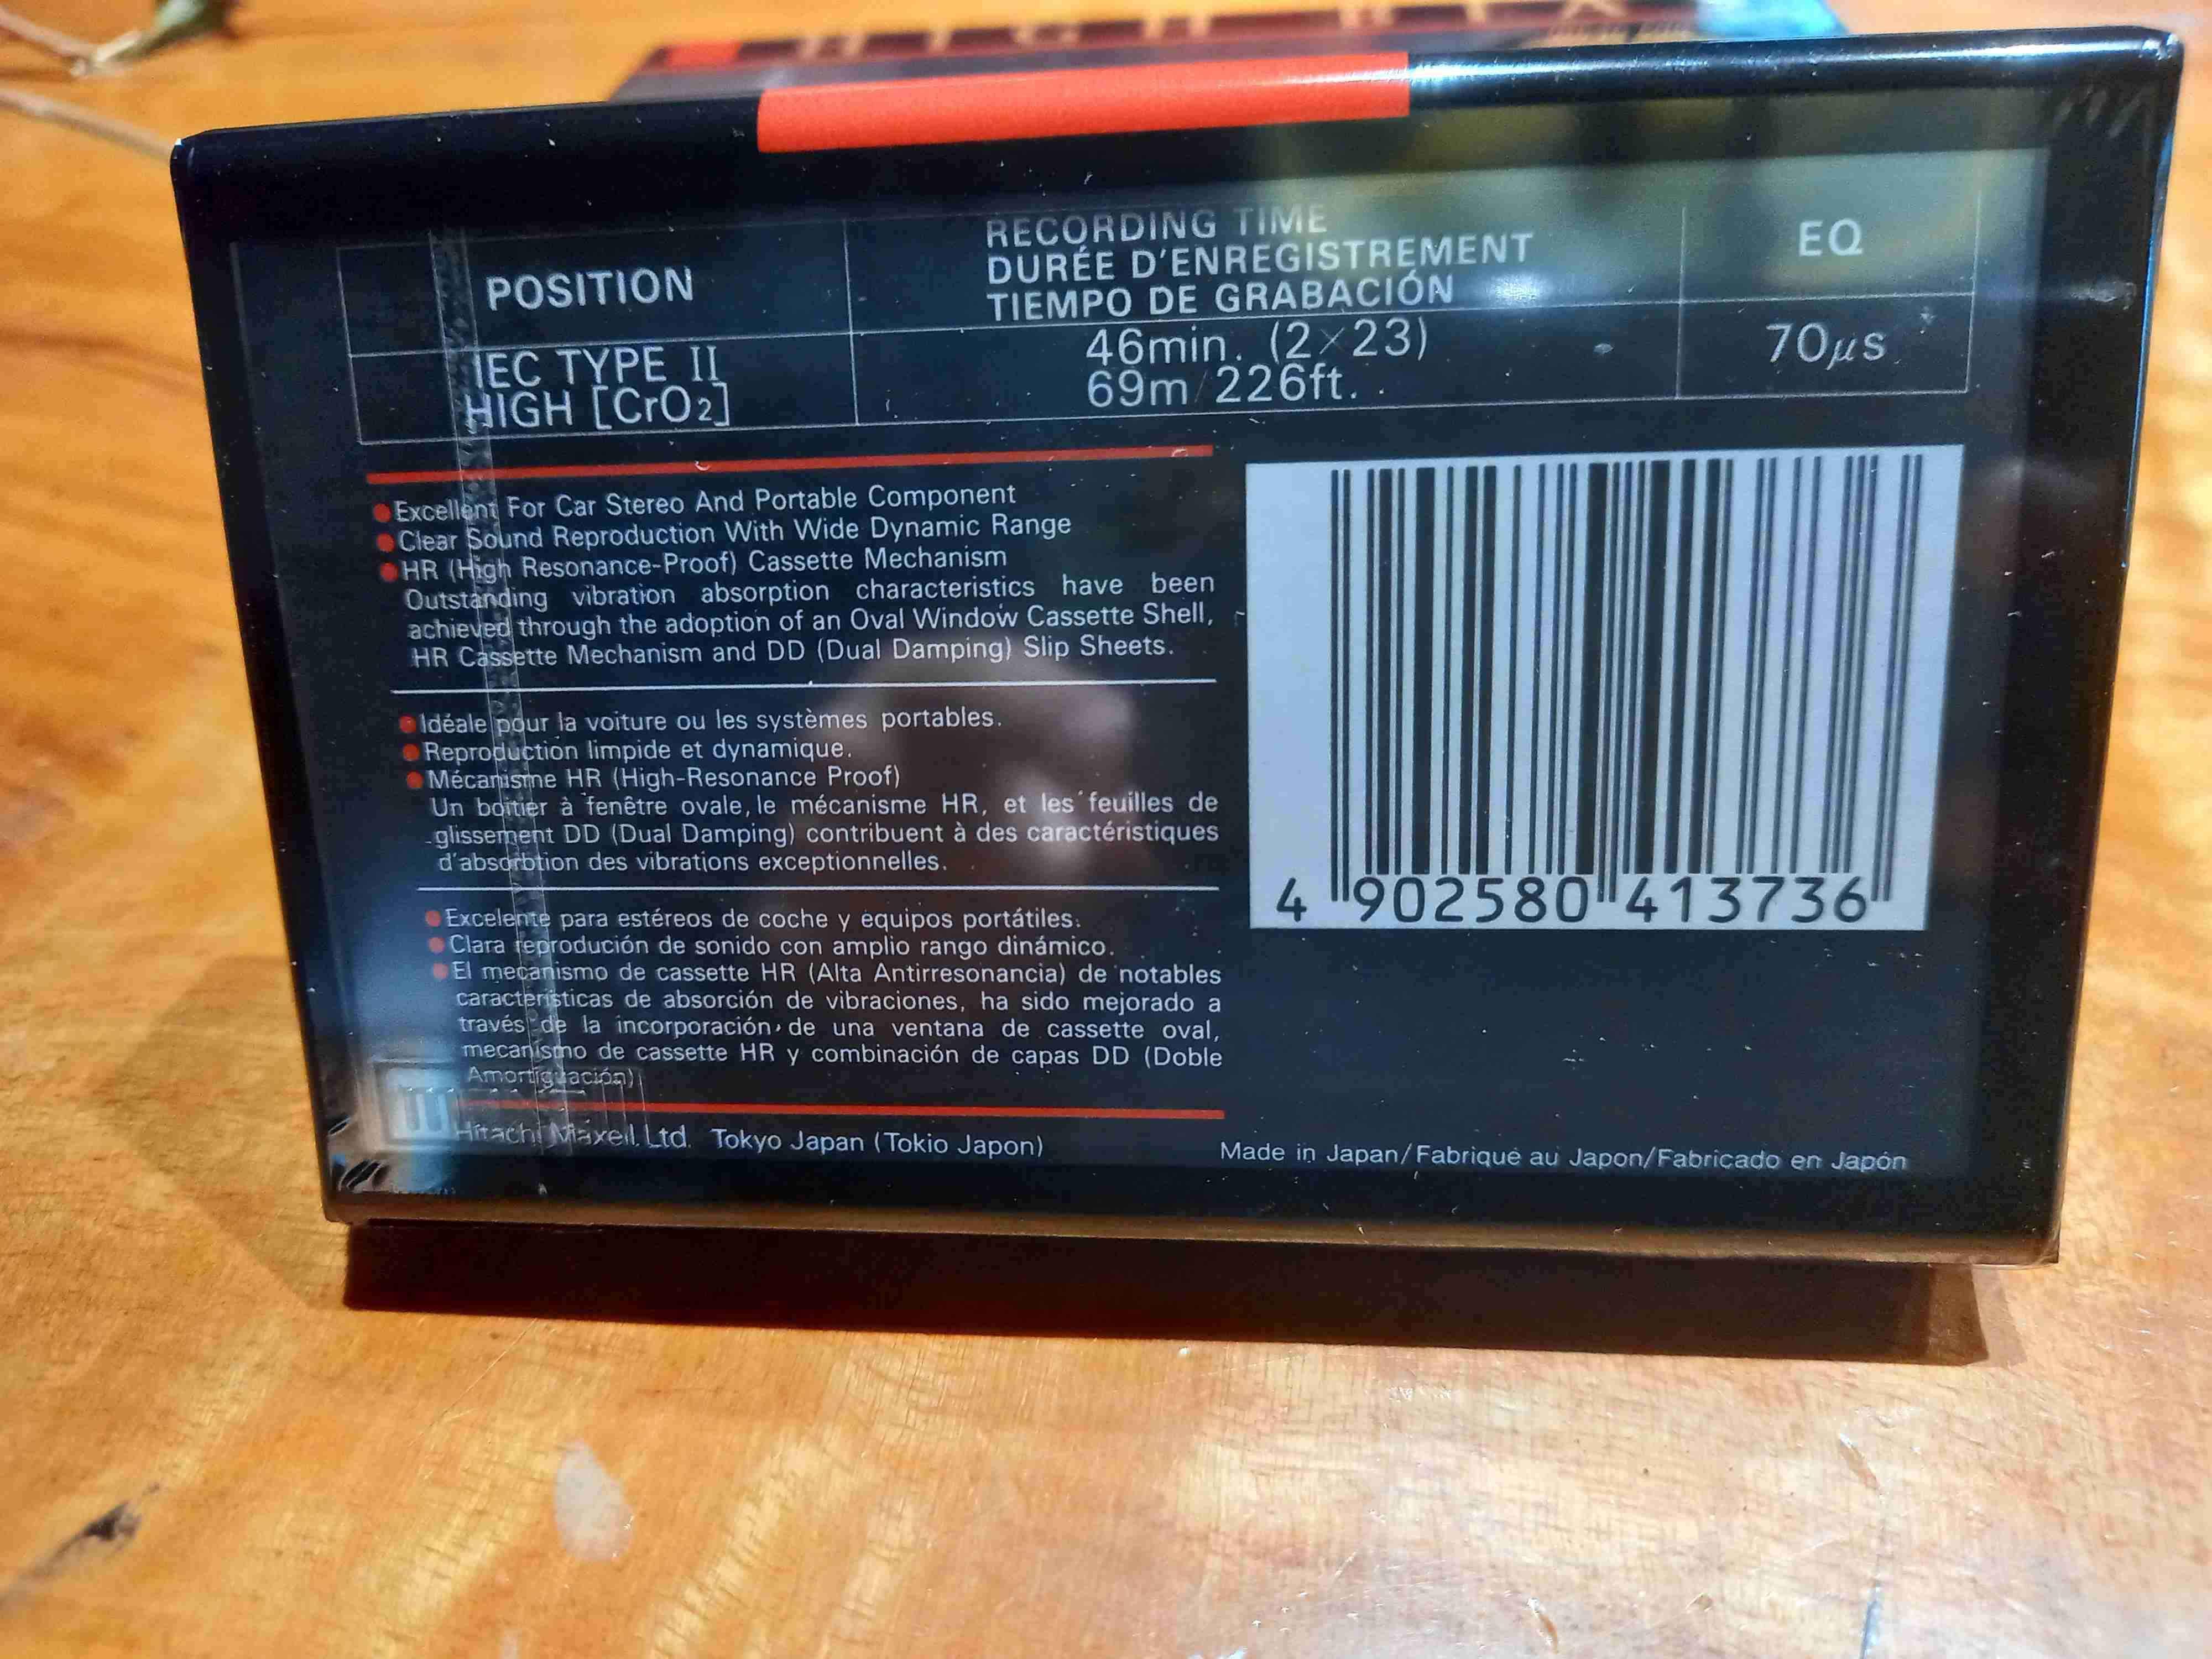 POSITION
RECORDING TIME
DURÉE D'ENREGISTREMENT
TIEMPO DE GRABACIÓN
EQ
IEC TYPE II
HIGH [CrO2]
46min. (2×23)
69m/226ft.
70μs
●Excellent For Car Stereo And Portable Component
●Clear Sound Reproduction With Wide Dynamic Range
●HR (High Resonance-Proof) Cassette Mechanism
Outstanding vibration absorption characteristics have been
achieved through the adoption of an Oval Window Cassette Shell,
HR Cassette Mechanism and DD (Dual Damping) Slip Sheets.
●Idéale pour la voiture ou les systèmes portables.
●Reproduction limpide et dynamique.
●Mécanisme HR (High-Resonance Proof)
Un boîtier à fenêtre ovale, le mécanisme HR, et les feuilles de
glissement DD (Dual Damping) contribuent à des caractéristiques
d'absorbtion des vibrations exceptionnelles.
●Excelente para estéreos de coche y equipos portátiles.
●Clara reprodución de sonido con amplio rango dinámico.
●El mecanismo de cassette HR (Alta Antirresonancia) de notables
características de absorción de vibraciones, ha sido mejorado a
través de la incorporación de una ventana de cassette oval,
mecanismo de cassette HR y combinación de capas DD (Doble
Amortiguación)
4 902580 413736
Hitachi Maxell. Ltd. Tokyo Japan (Tokio Japon)
Made in Japan/Fabriqué au Japon/Fabricado en Japón